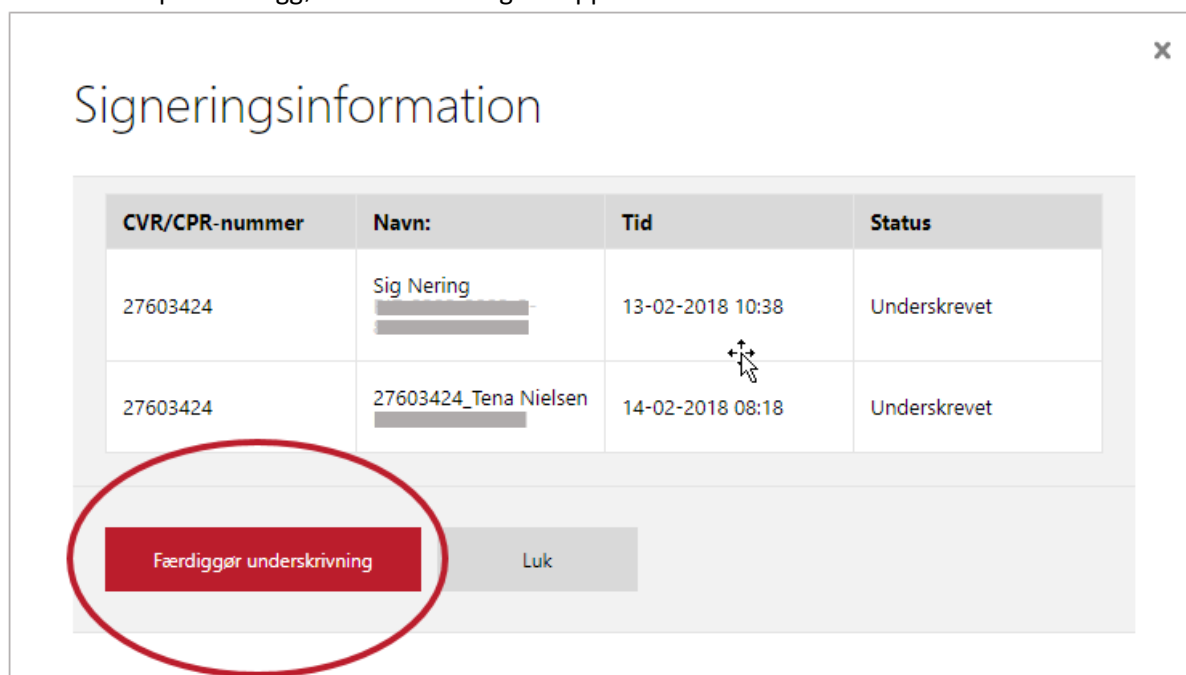 Signeringsinformation
CVR/CPR-nummer Navn: Tid Status
Sig Nering
27603424 13-02-2018 10:38 Underskrevet
27603424 27603424_Tena Nielsen 14-02-2018 08:18 Underskrevet
Færdiggør underskrivning Luk